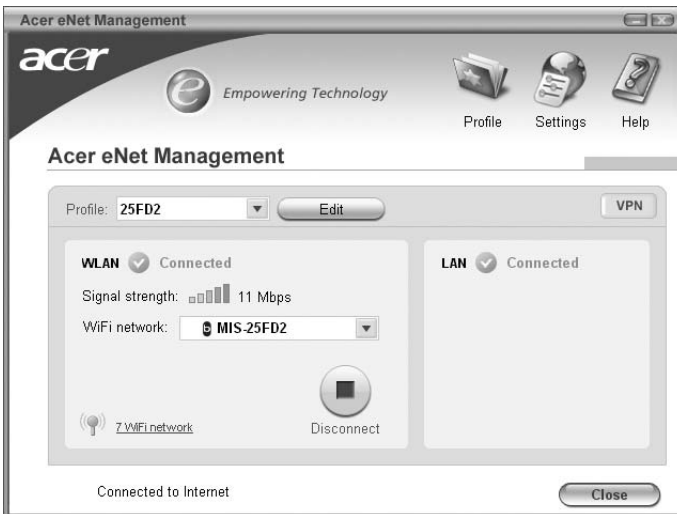 Acer eNet Management
acer
Empowering Technology
Profile
Settings
Help
Acer eNet Management
Profile: 25FD2
Edit
VPN
WLAN Connected
Signal strength: 11 Mbps
WiFi network: b MIS-25FD2
7 WiFi network
Disconnect
LAN Connected
Connected to Internet
Close